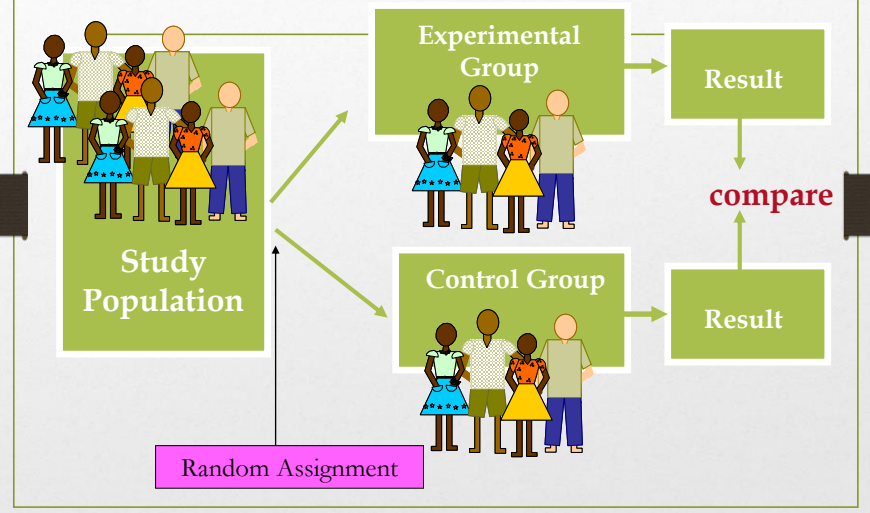 Experimental
Group
Result
compare
Study
Population
Control Group
Result
Random Assignment